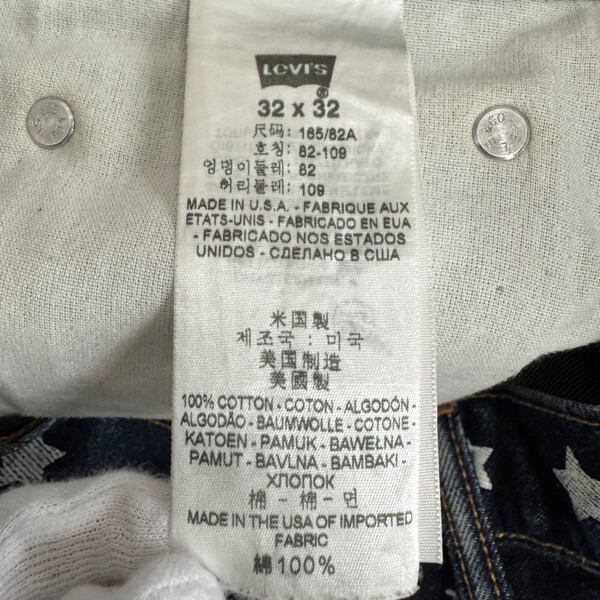 LEVI'S
®
32 x 32
尺码: 165/82A
호칭: 82-109
엉덩이둘레: 82
허리둘레: 109
MADE IN U.S.A. - FABRIQUE AUX
ETATS-UNIS - FABRICADO EN EUA
- FABRICADO NOS ESTADOS
UNIDOS - СДЕЛАНО В США
米国製
제조국 : 미국
美国制造
美國製
100% COTTON - COTON - ALGODÓN -
ALGODÃO - BAUMWOLLE - COTONE -
KATOEN - PAMUK - BAWEŁNA -
PAMUT - BAVLNA - BAMBAKI -
ХЛОПОК
棉 - 棉 - 면
MADE IN THE USA OF IMPORTED
FABRIC
綿100%